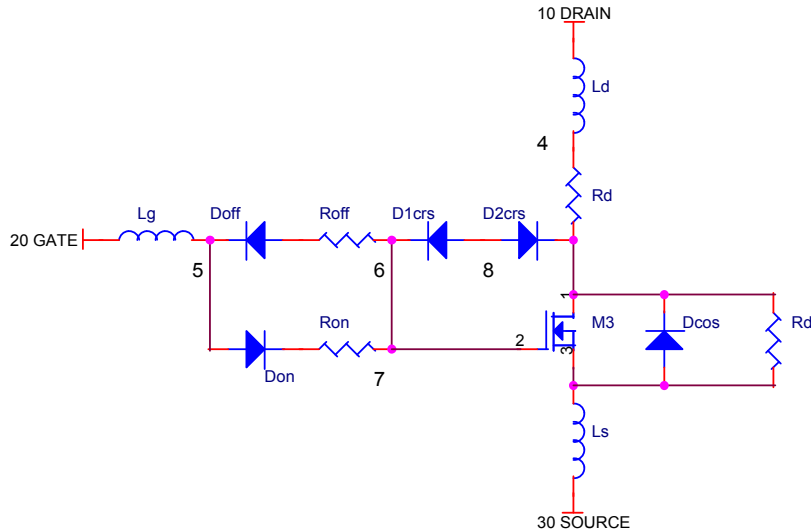 10 DRAIN
Ld
4
Rd
Lg
Doff
Roff
D1crs
D2crs
20 GATE
5
6
8
1
Ron
2
M3
Dcos
Rd
3
Don
7
Ls
30 SOURCE